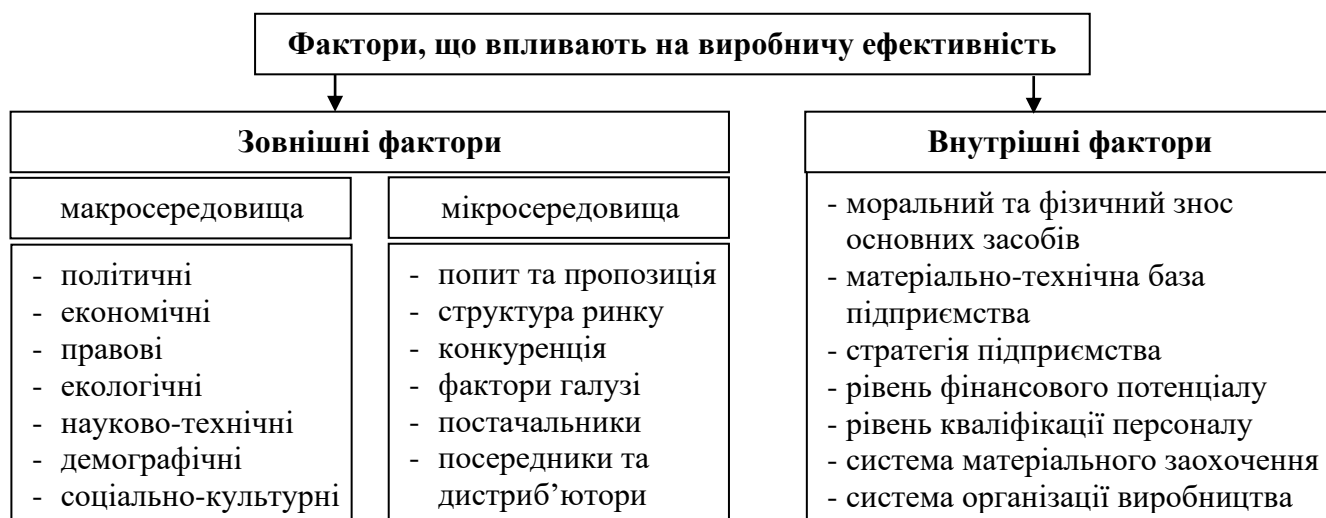 Фактори, що впливають на виробничу ефективність
Зовнішні фактори
макросередовища
- політичні
- економічні
- правові
- екологічні
- науково-технічні
- демографічні
- соціально-культурні
мікросередовища
- попит та пропозиція
- структура ринку
- конкуренція
- фактори галузі
- постачальники
- посередники та
дистриб’ютори
Внутрішні фактори
- моральний та фізичний знос
основних засобів
- матеріально-технічна база
підприємства
- стратегія підприємства
- рівень фінансового потенціалу
- рівень кваліфікації персоналу
- система матеріального заохочення
- система організації виробництва